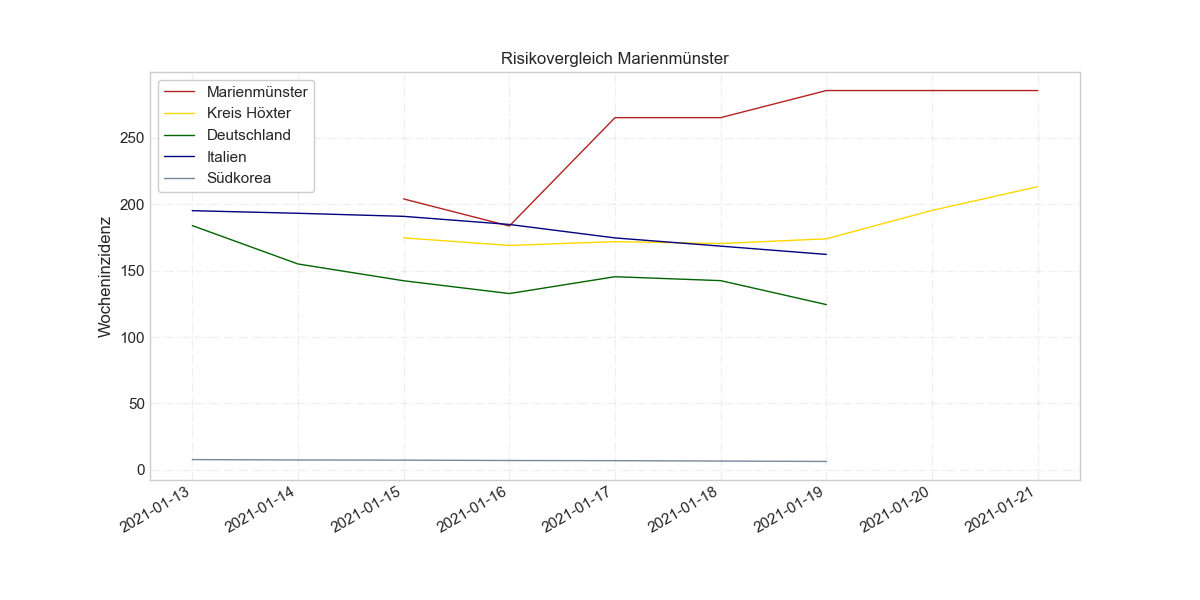 Risikovergleich Marienmünster
Marienmünster
Kreis Höxter
Deutschland
Italien
Südkorea
Wocheninzidenz
250
200
150
100
50
0
2021-01-13
2021-01-14
2021-01-15
2021-01-16
2021-01-17
2021-01-18
2021-01-19
2021-01-20
2021-01-21